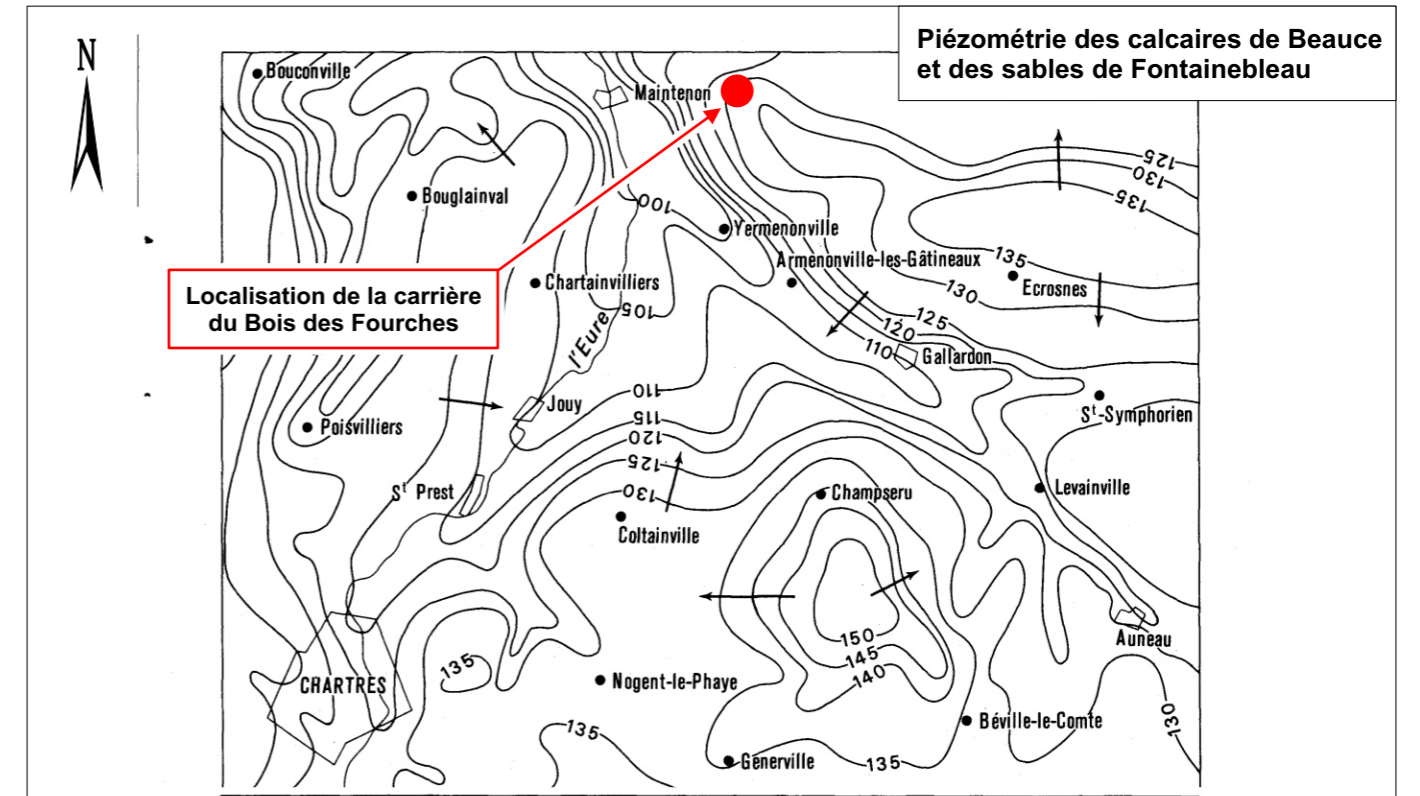 Piézométrie des calcaires de Beauce
et des sables de Fontainebleau
N
Bouconville
Maintenon
125
130
135
Bouglainval
100
Yermenonville
Armenonville-les-Gâtineaux
135
Ecrosnes
130
Localisation de la carrière
du Bois des Fourches
Chartainvilliers
105
l'Eure
125
120
110
Gallardon
110
Jouy
115
120
125
130
St-Symphorien
Poisvilliers
St Prest
Champseru
Levainville
Coltainville
150
145
140
Auneau
135
CHARTRES
Nogent-le-Phaye
130
Béville-le-Comte
135
Génerville
135